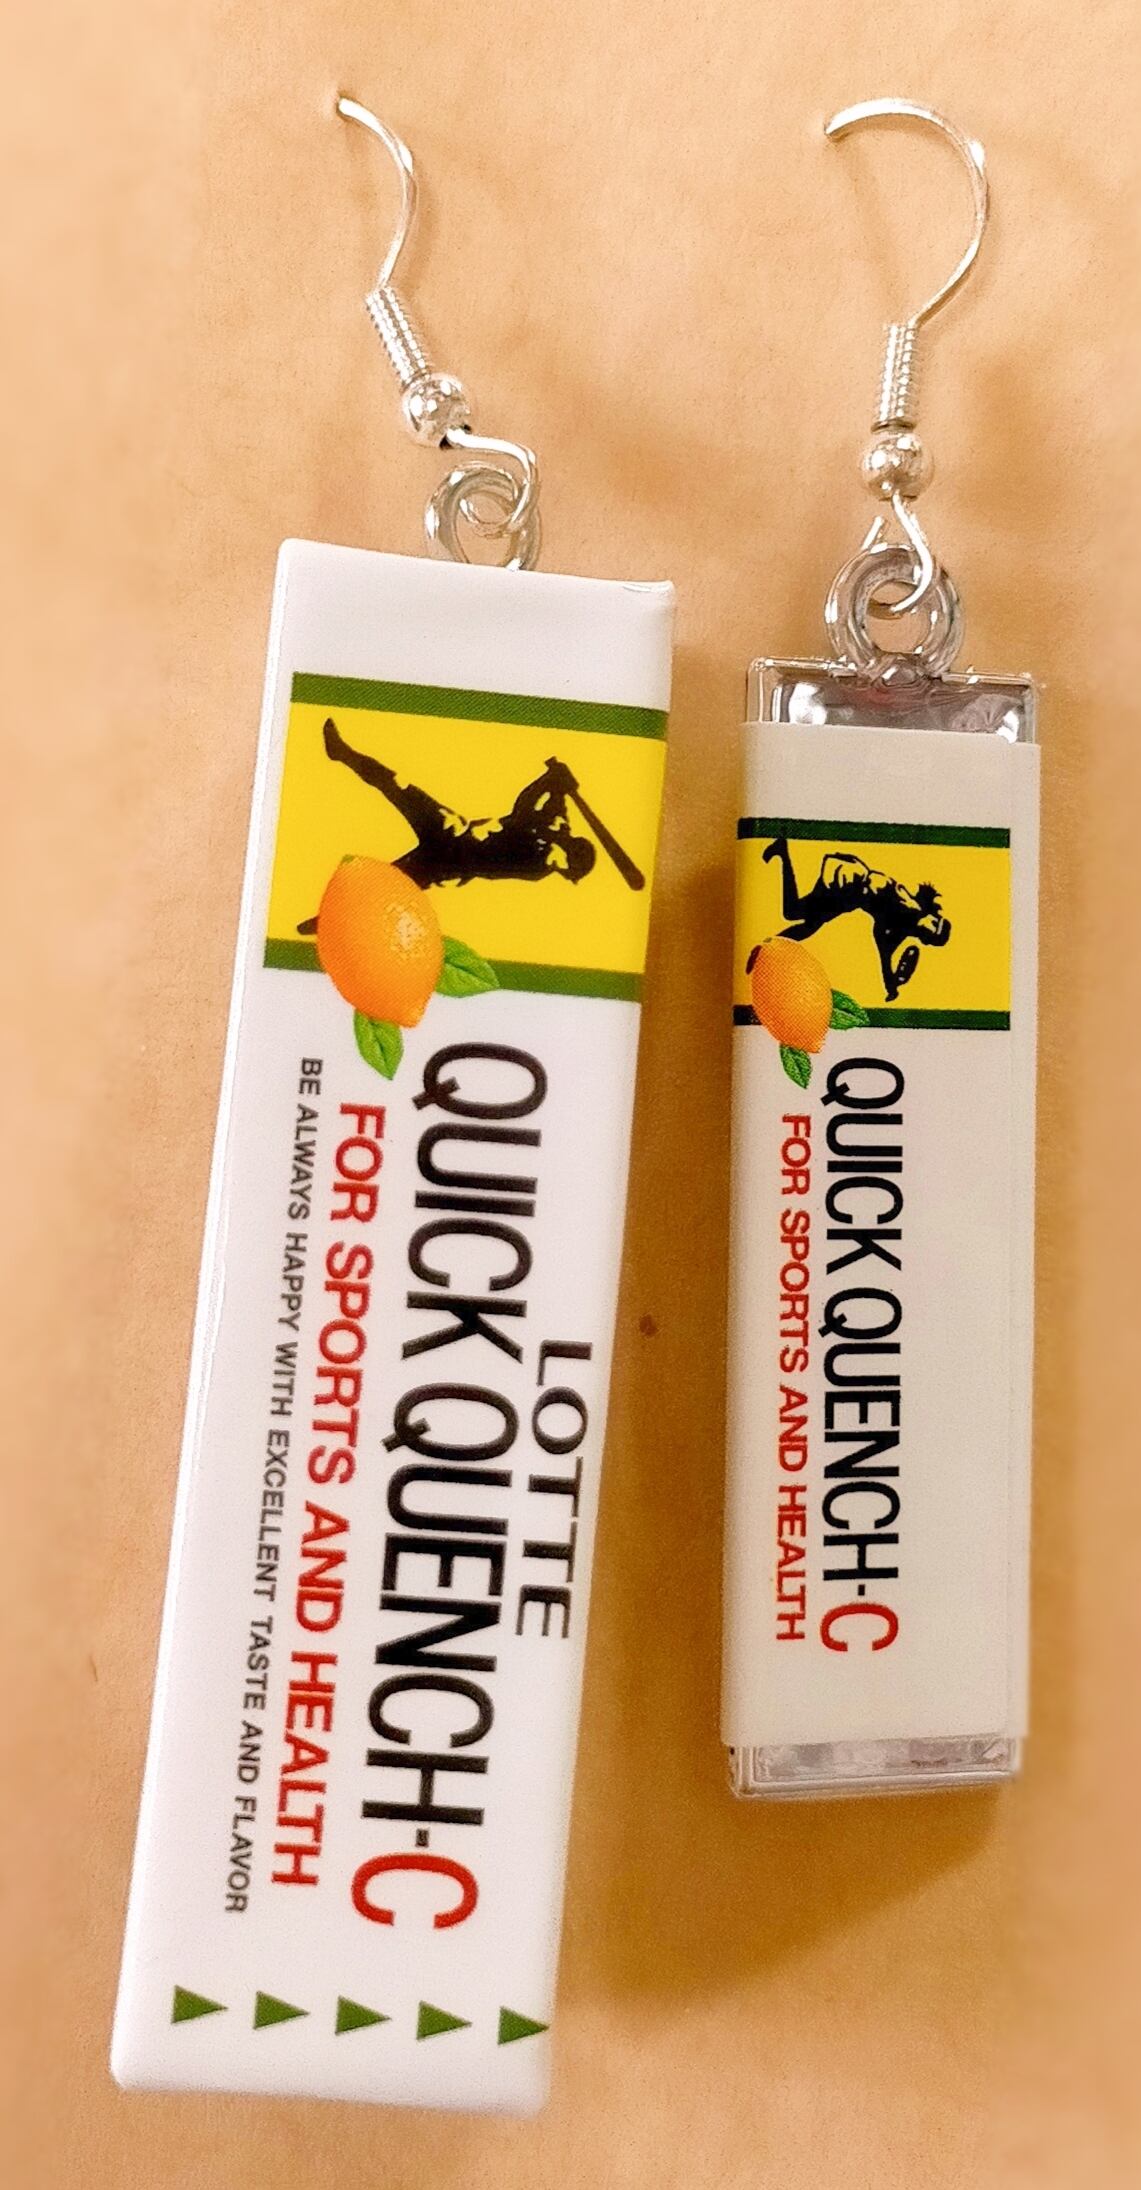 LOTTE
QUICK QUENCH-C
FOR SPORTS AND HEALTH
BE ALWAYS HAPPY WITH EXCELLENT TASTE AND FLAVOR
QUICK QUENCH-C
FOR SPORTS AND HEALTH